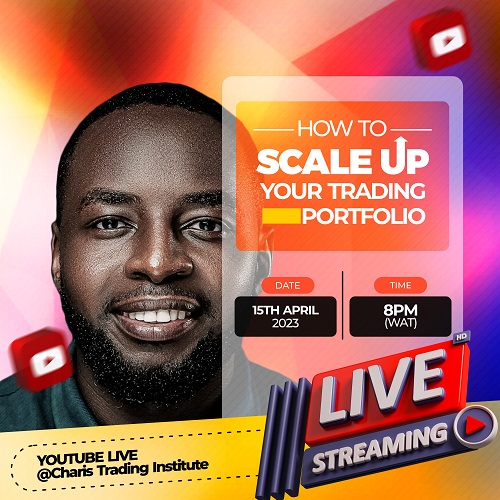 HOW TO
SCALE UP
YOUR TRADING
PORTFOLIO
DATE
TIME
15TH APRIL
2023
8PM
(WAT)
HD
LIVE
STREAMING
YOUTUBE LIVE
@Charis Trading Institute